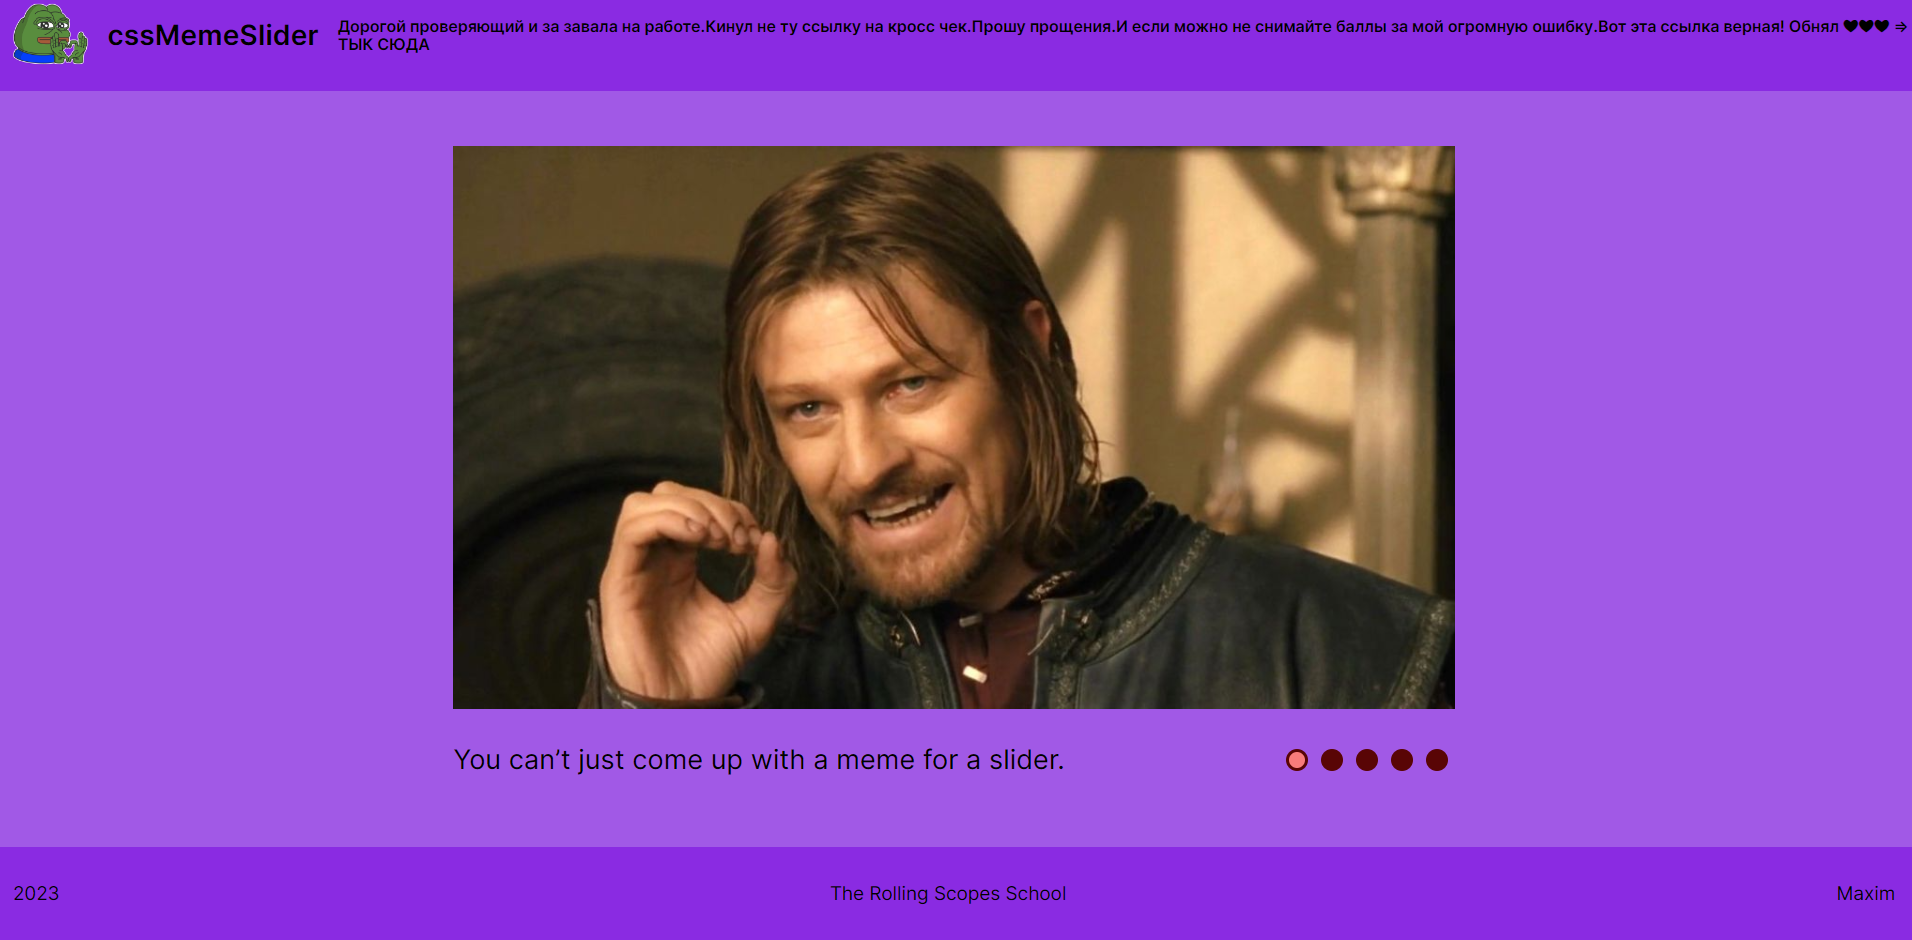 cssMemeSlider
Дорогой проверяющий и за завала на работе.Кинул не ту ссылку на кросс чек.Прошу прощения.И если можно не снимайте баллы за мой огромную ошибку.Вот эта ссылка верная! Обнял 🖤🖤🖤 =>
ТЫК СЮДА
You can’t just come up with a meme for a slider.
2023
The Rolling Scopes School
Maxim